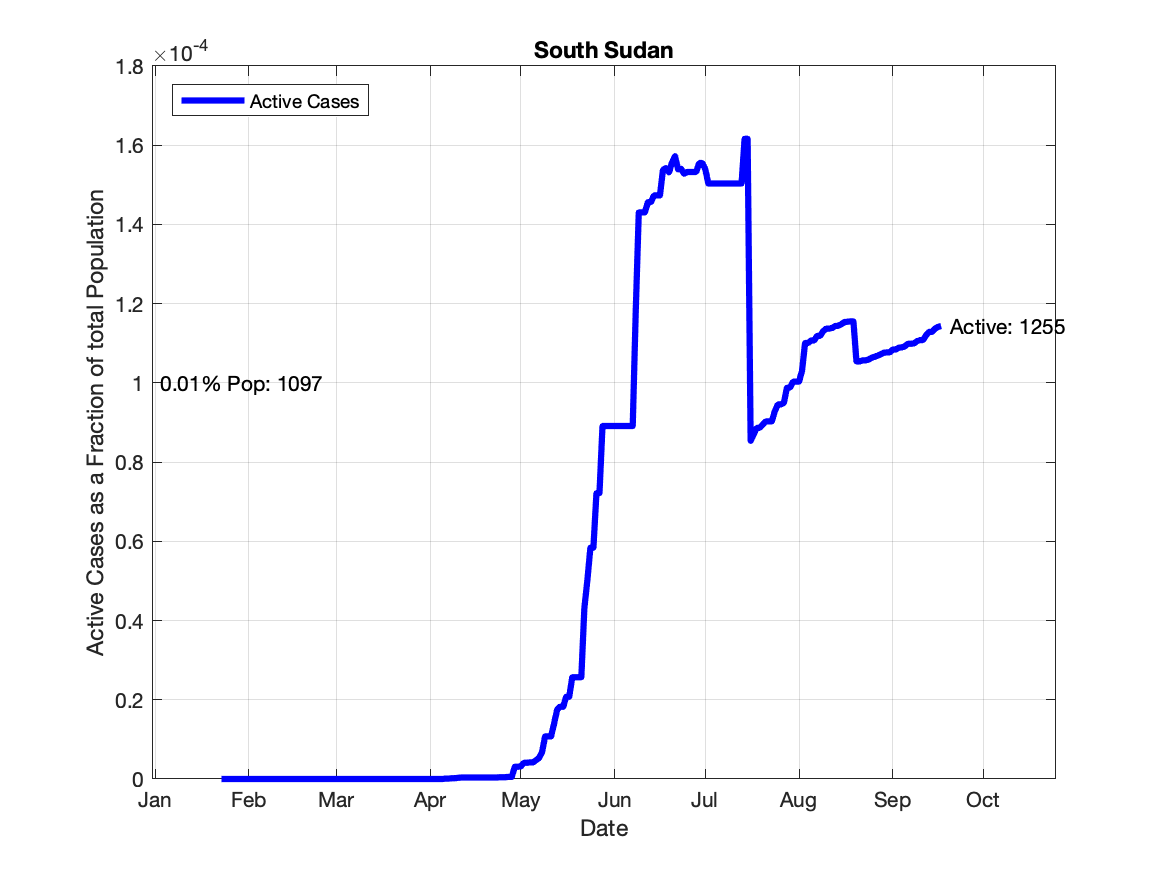 South Sudan
×10-4
1.8
1.6
1.4
1.2
1
0.8
0.6
0.4
0.2
0
Active Cases
Active Cases as a Fraction of total Population
0.01% Pop: 1097
Active: 1255
Jan Feb Mar Apr May Jun Jul Aug Sep Oct
Date